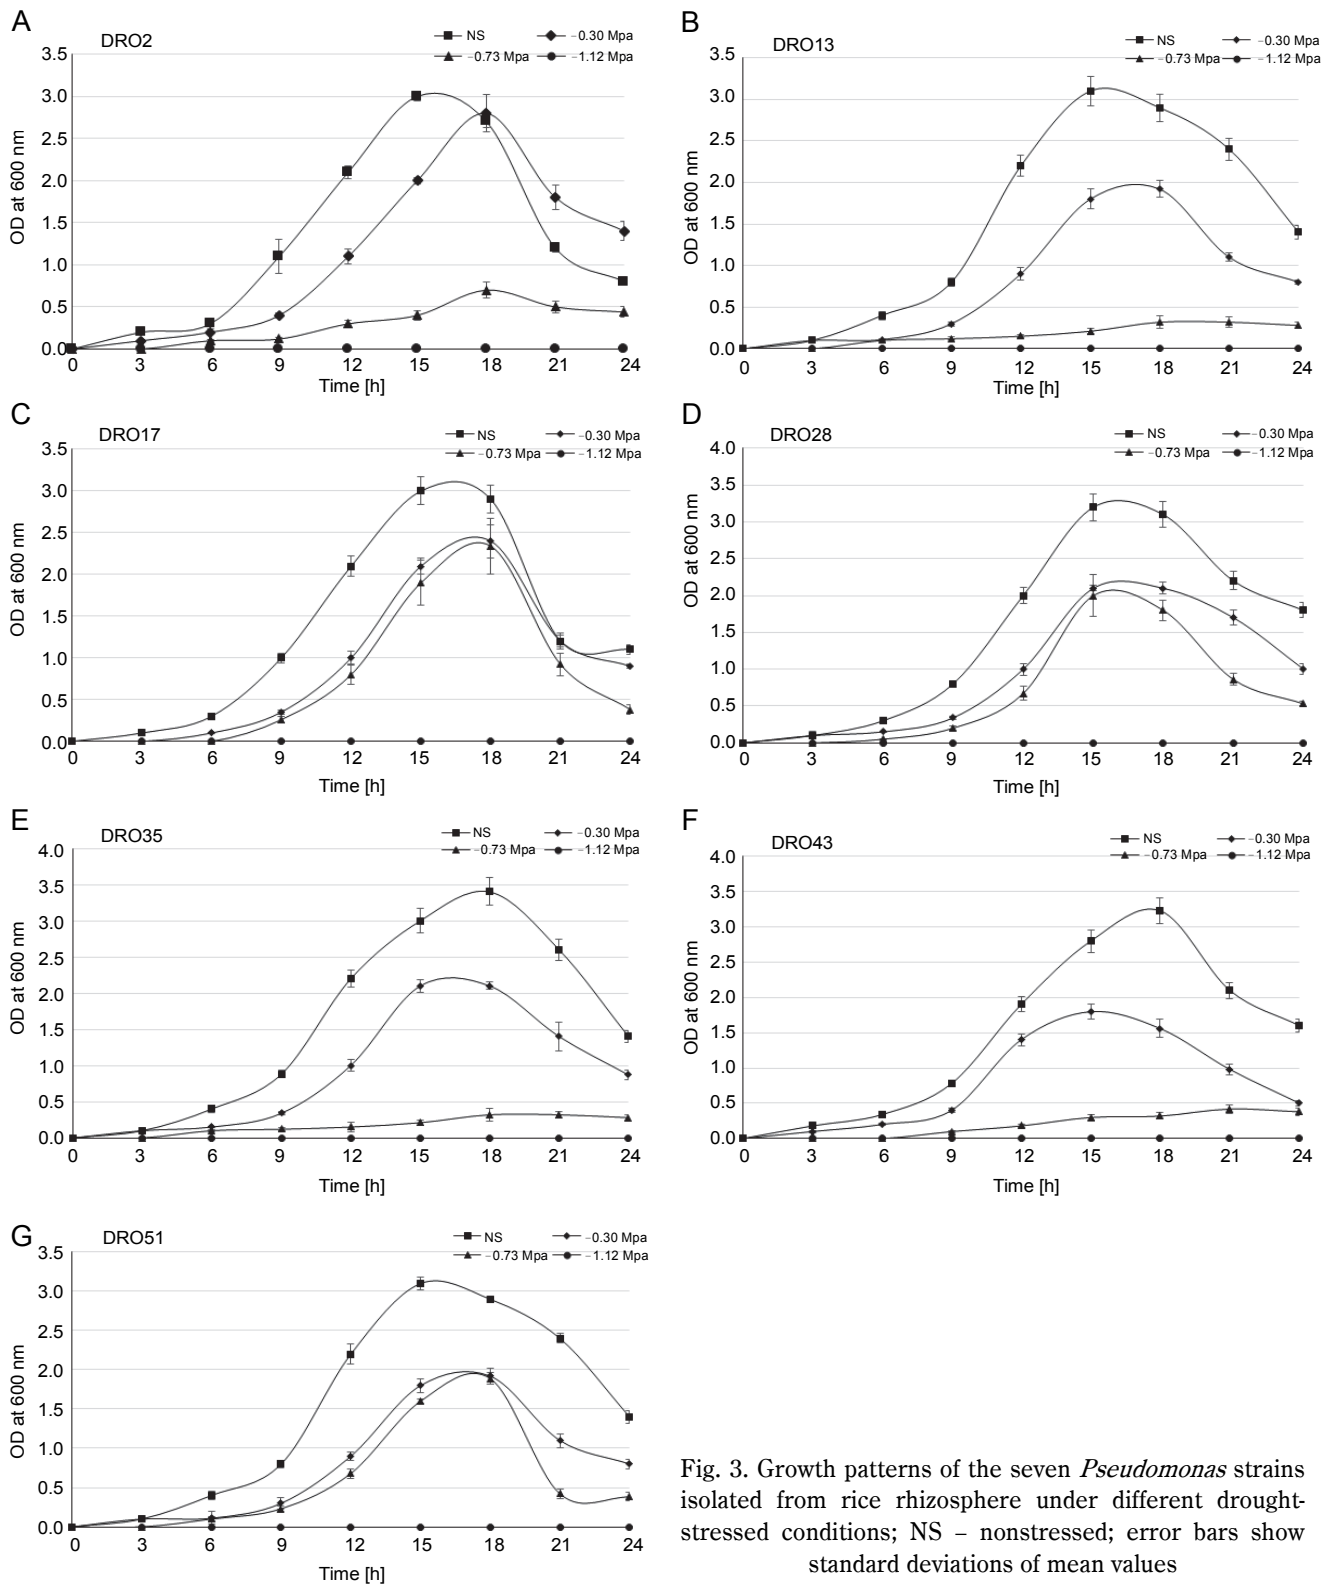 A
DRO2
NS
−0.30 Mpa
−0.73 Mpa
−1.12 Mpa
OD at 600 nm
3.5
3.0
2.5
2.0
1.5
1.0
0.5
0.0
0 3 6 9 12 15 18 21 24
Time [h]
B
DRO13
NS
−0.30 Mpa
−0.73 Mpa
−1.12 Mpa
OD at 600 nm
3.5
3.0
2.5
2.0
1.5
1.0
0.5
0.0
0 3 6 9 12 15 18 21 24
Time [h]
C
DRO17
NS
−0.30 Mpa
−0.73 Mpa
−1.12 Mpa
OD at 600 nm
3.5
3.0
2.5
2.0
1.5
1.0
0.5
0.0
0 3 6 9 12 15 18 21 24
Time [h]
D
DRO28
NS
−0.30 Mpa
−0.73 Mpa
−1.12 Mpa
OD at 600 nm
4.0
3.5
3.0
2.5
2.0
1.5
1.0
0.5
0.0
0 3 6 9 12 15 18 21 24
Time [h]
E
DRO35
NS
−0.30 Mpa
−0.73 Mpa
−1.12 Mpa
OD at 600 nm
4.0
3.5
3.0
2.5
2.0
1.5
1.0
0.5
0.0
0 3 6 9 12 15 18 21 24
Time [h]
F
DRO43
NS
−0.30 Mpa
−0.73 Mpa
−1.12 Mpa
OD at 600 nm
4.0
3.5
3.0
2.5
2.0
1.5
1.0
0.5
0.0
0 3 6 9 12 15 18 21 24
Time [h]
G
DRO51
NS
−0.30 Mpa
−0.73 Mpa
−1.12 Mpa
OD at 600 nm
3.5
3.0
2.5
2.0
1.5
1.0
0.5
0.0
0 3 6 9 12 15 18 21 24
Time [h]
Fig. 3. Growth patterns of the seven Pseudomonas strains
isolated from rice rhizosphere under different drought-
stressed conditions; NS – nonstressed; error bars show
standard deviations of mean values